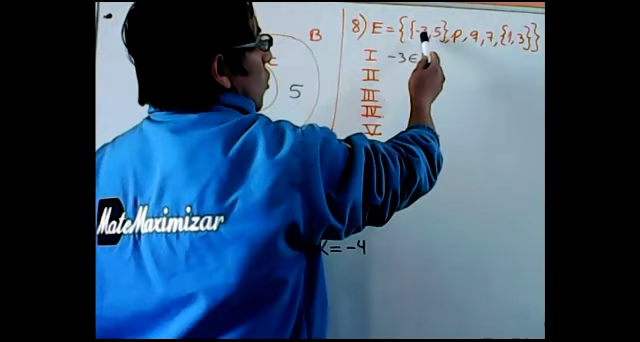 B
8) E = {{-3,5}, p, 9, 7, {1,3}}
C
I -3∈
5
II
III
IV
V
MateMaximizar
= -4